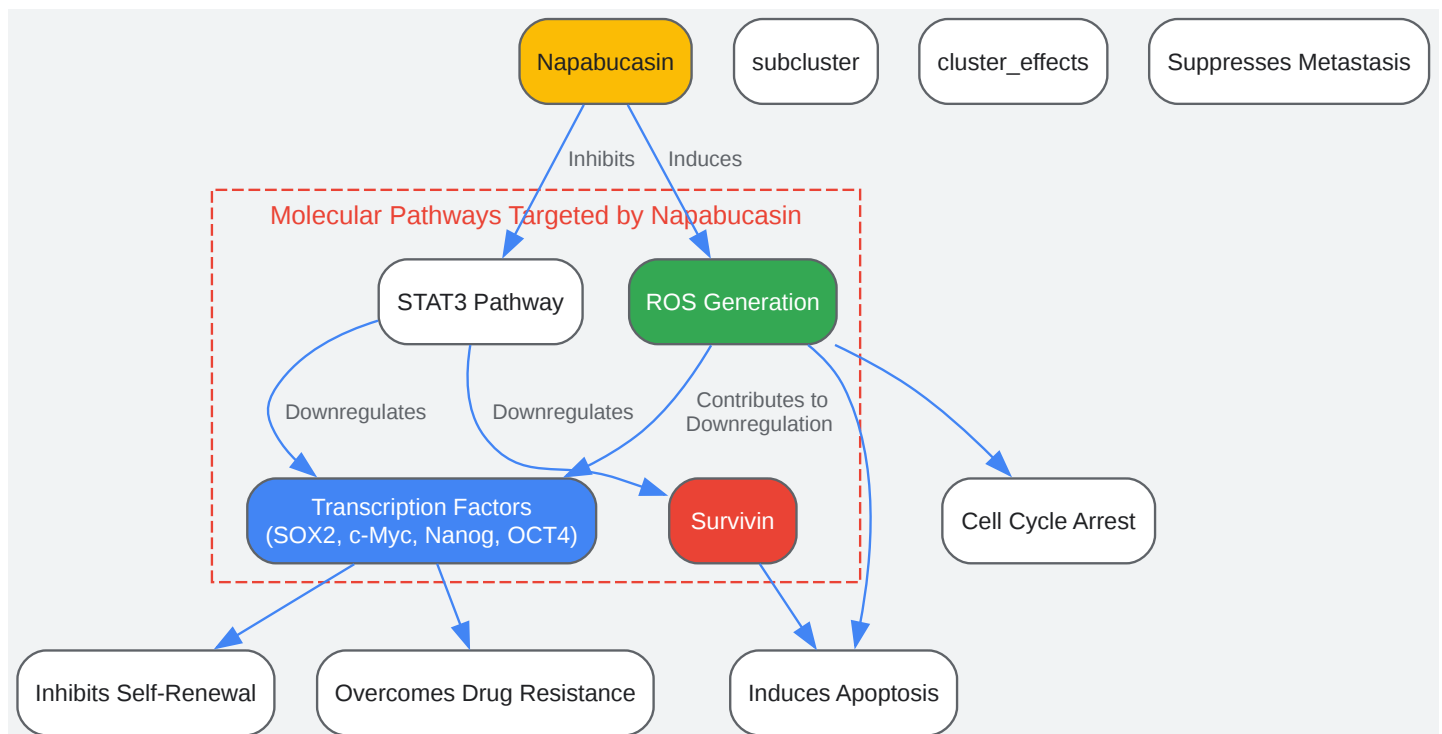 Napabucasin
subcluster
cluster_effects
Suppresses Metastasis
Inhibits
Induces
Molecular Pathways Targeted by Napabucasin
STAT3 Pathway
ROS Generation
Downregulates
Downregulates
Contributes to
Downregulation
Transcription Factors
(SOX2, c-Myc, Nanog, OCT4)
Survivin
Cell Cycle Arrest
Inhibits Self-Renewal
Overcomes Drug Resistance
Induces Apoptosis